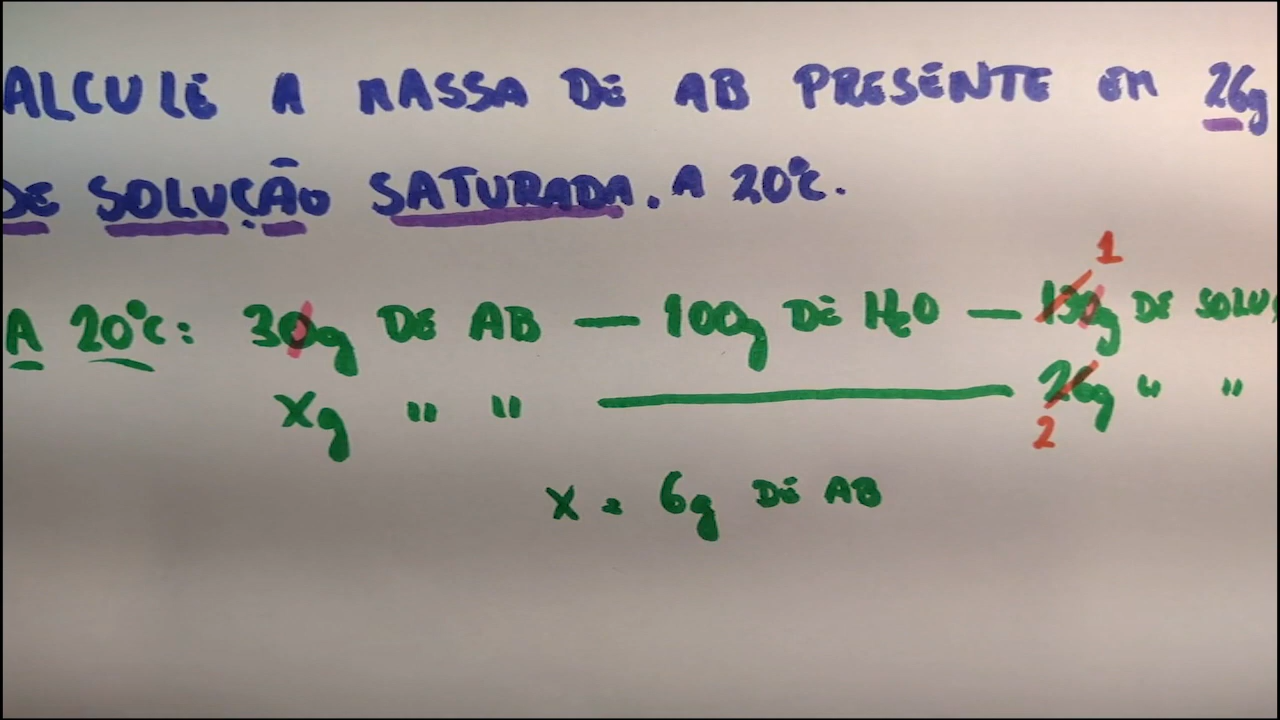 ALCULE A MASSA DE AB PRESENTE EM 26g
DE SOLUÇÃO SATURADA. A 20°C.
1
A 20°C: 30g DE AB — 100g DE H2O — 130g DE SOLU
Xg " " — 26g " "
2
X = 6g DE AB